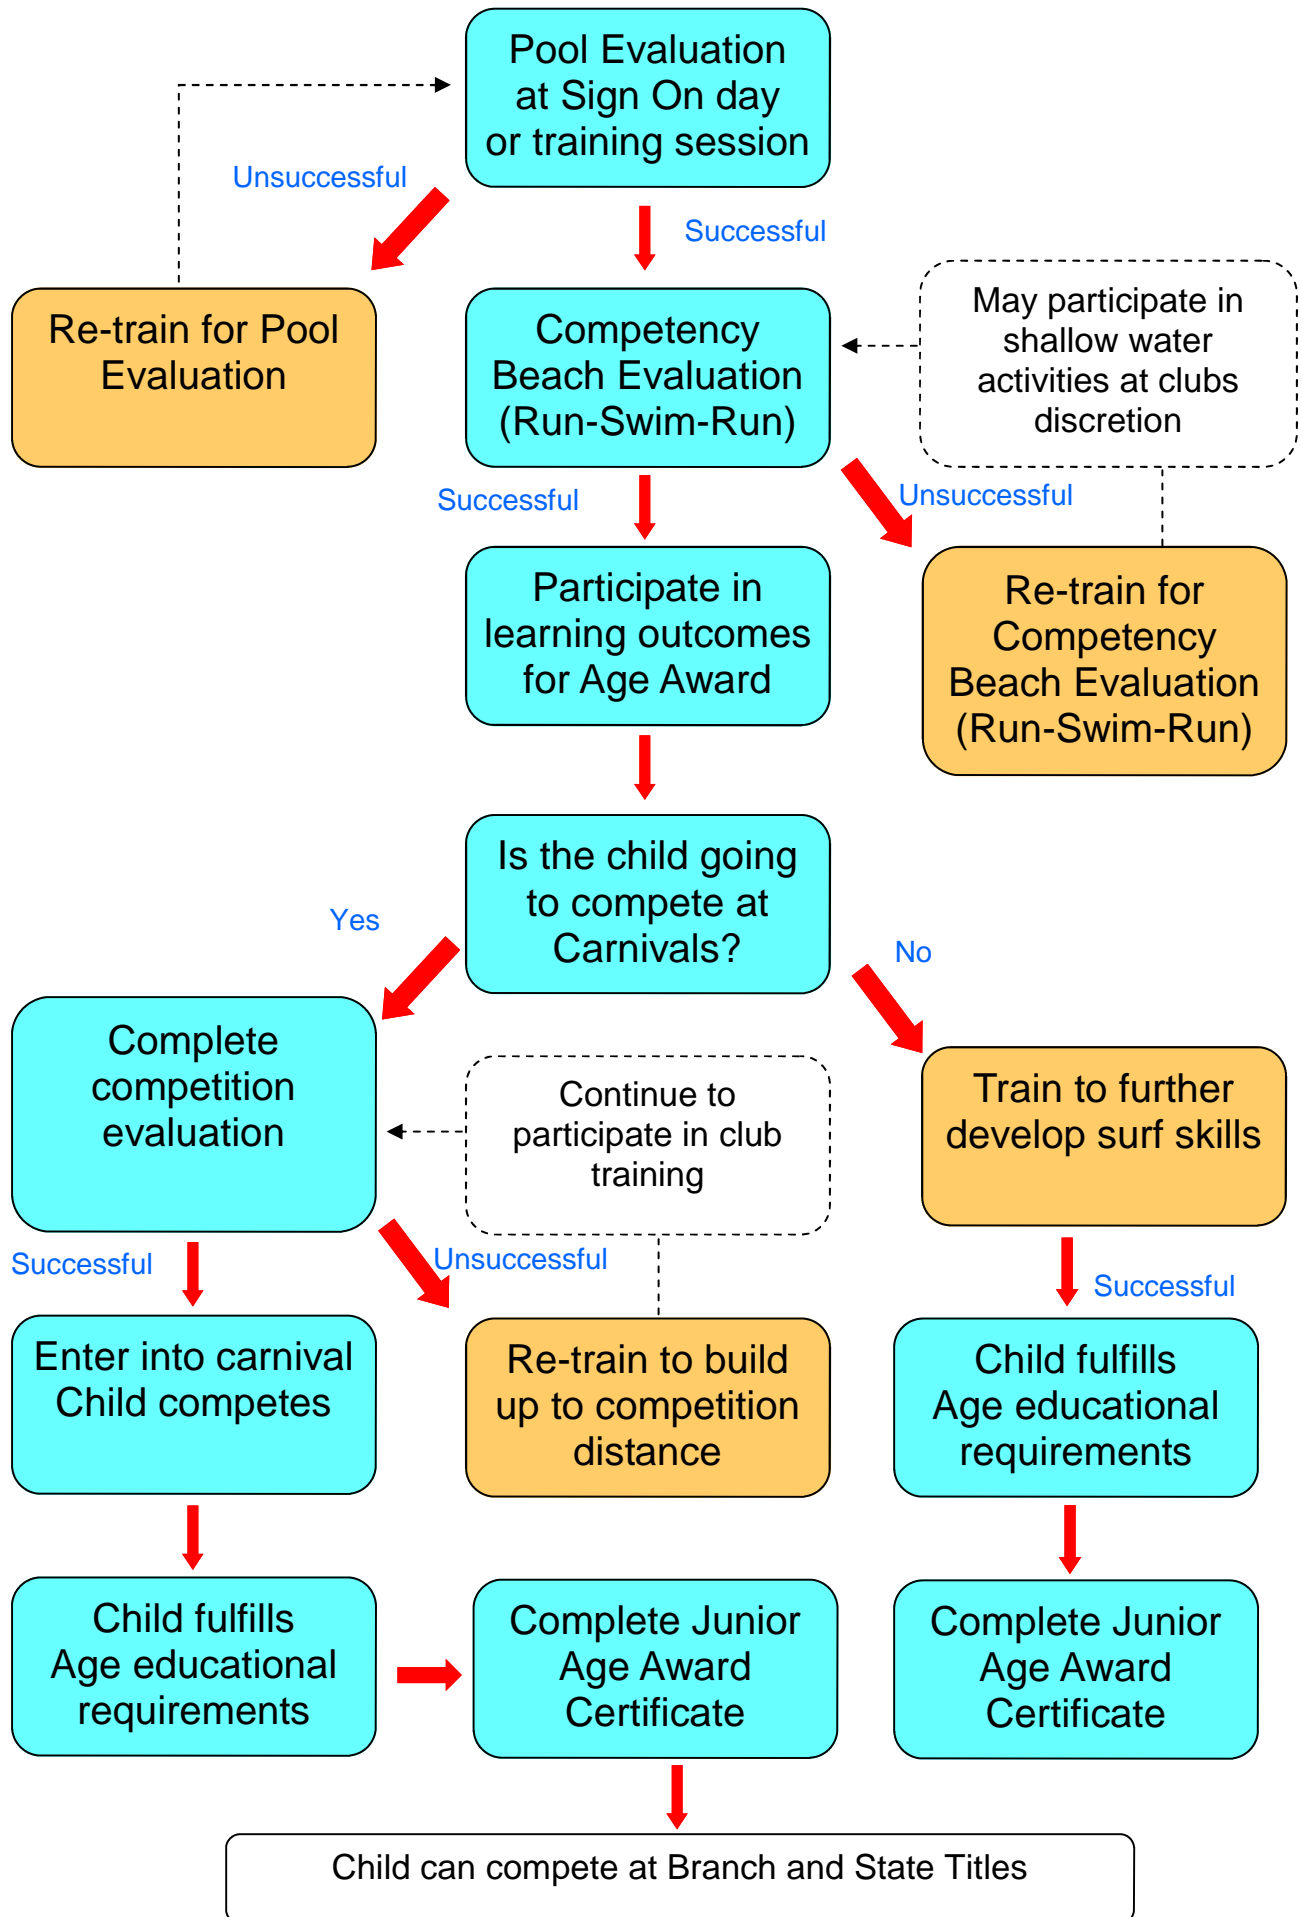 Pool Evaluation
at Sign On day
or training session
Unsuccessful
Successful
Re-train for Pool
Evaluation
Competency
Beach Evaluation
(Run-Swim-Run)
May participate in
shallow water
activities at clubs
discretion
Successful
Unsuccessful
Participate in
learning outcomes
for Age Award
Re-train for
Competency
Beach Evaluation
(Run-Swim-Run)
Is the child going
to compete at
Carnivals?
Yes
No
Complete
competition
evaluation
Continue to
participate in club
training
Train to further
develop surf skills
Successful
Unsuccessful
Successful
Enter into carnival
Child competes
Re-train to build
up to competition
distance
Child fulfills
Age educational
requirements
Child fulfills
Age educational
requirements
Complete Junior
Age Award
Certificate
Complete Junior
Age Award
Certificate
Child can compete at Branch and State Titles